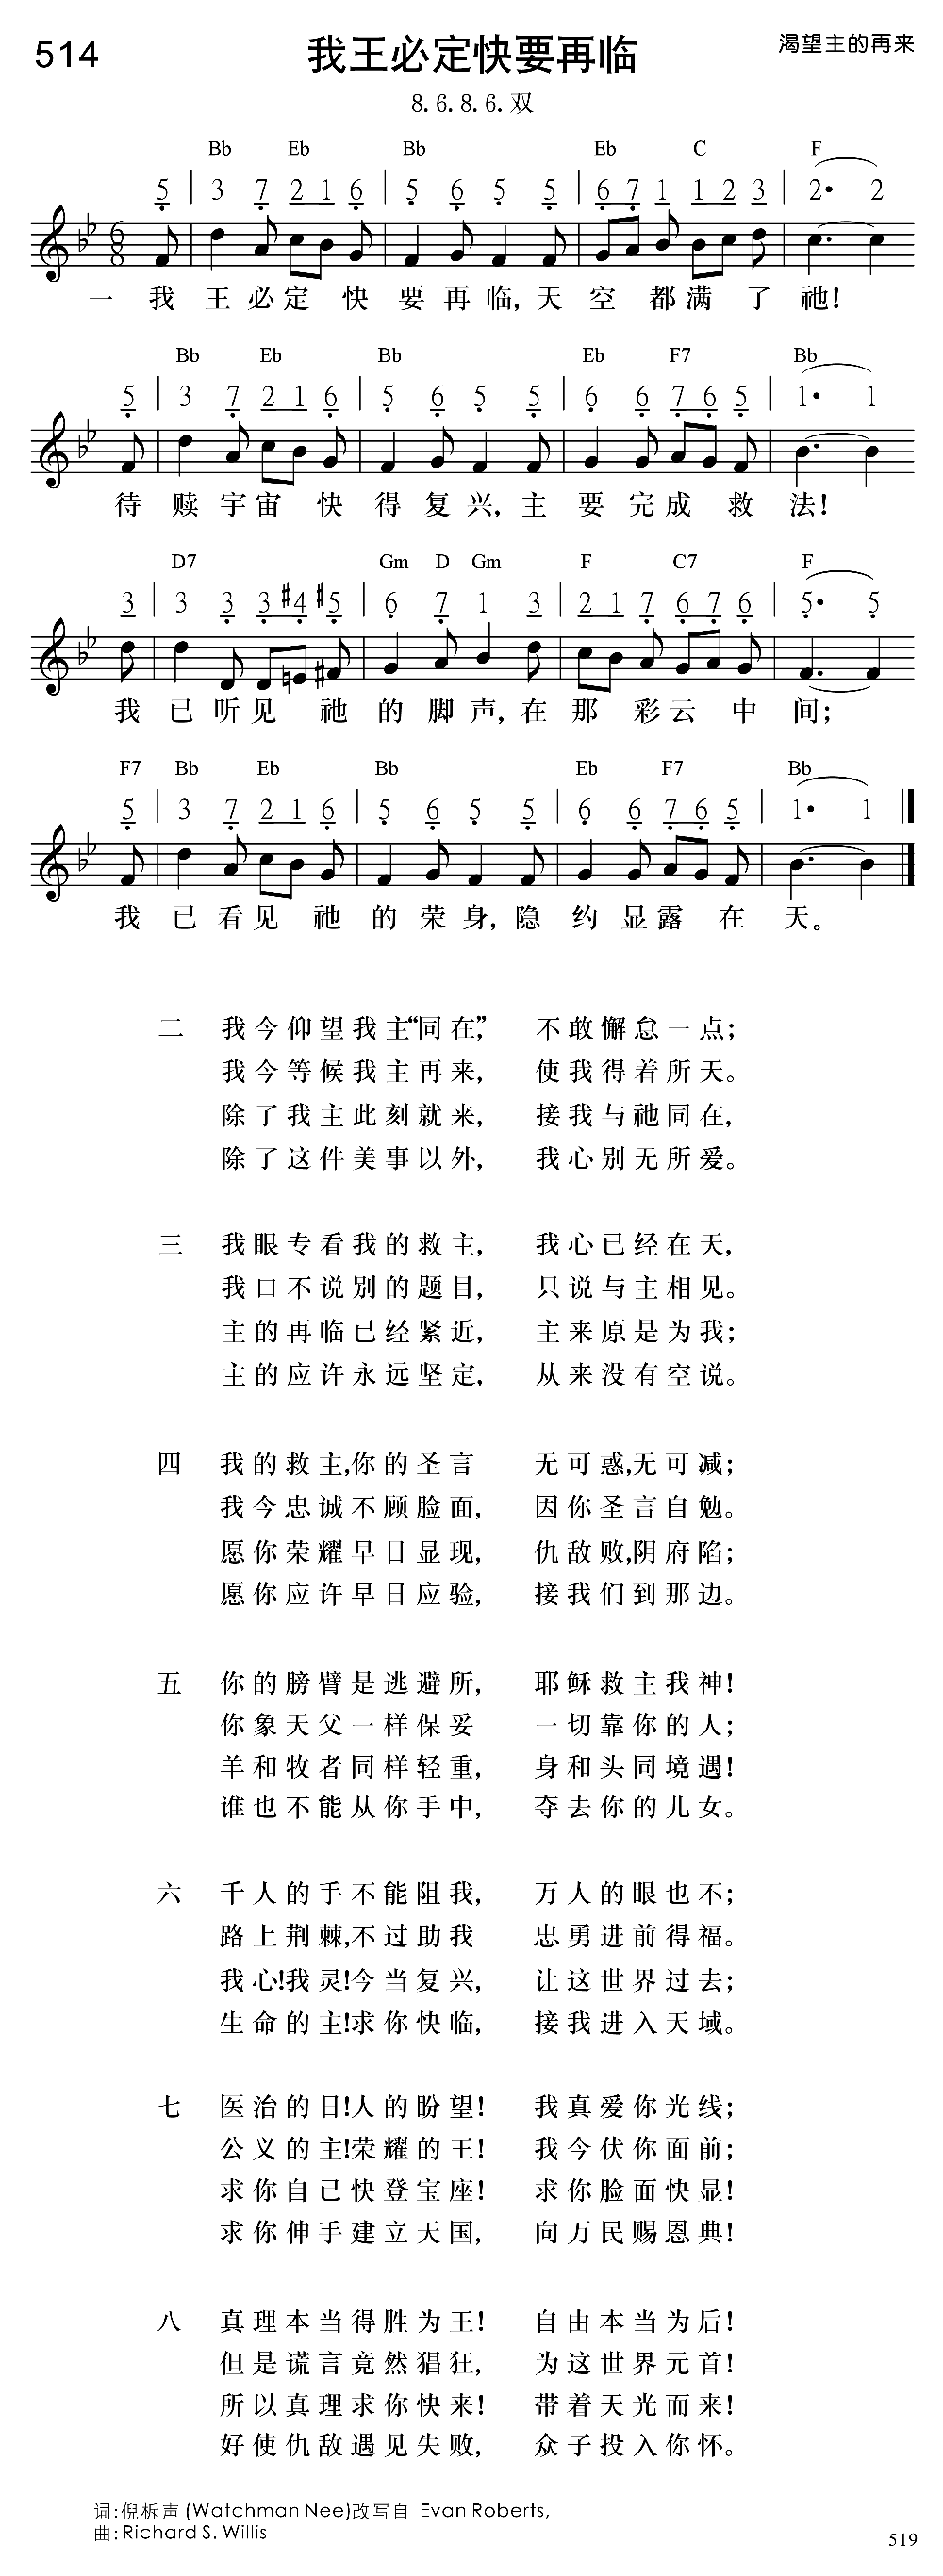 514 我王必定快要再临 渴望主的再来
8.6.8.6.双
Bb Eb Bb Eb C F
5 | 3 7 2 1 6 | 5 6 5 5 | 6 7 1 1 2 3 | 2· 2
一 我 王 必 定 快 要 再 临, 天 空 都 满 了 祂!
Bb Eb Bb Eb F7 Bb
5 | 3 7 2 1 6 | 5 6 5 5 | 6 6 7 6 5 | 1· 1
待 赎 宇 宙 快 得 复 兴, 主 要 完 成 救 法!
D7 Gm D Gm F C7 F
3 | 3 3 3 #4 #5 | 6 7 1 3 | 2 1 7 6 7 6 | 5· 5
我 已 听 见 祂 的 脚 声, 在 那 彩 云 中 间;
F7 Bb Eb Bb Eb F7 Bb
5 | 3 7 2 1 6 | 5 6 5 5 | 6 6 7 6 5 | 1· 1
我 已 看 见 祂 的 荣 身, 隐 约 显 露 在 天。
二 我今仰望我主“同在”, 不敢懈怠一点;
我今等候我主再来, 使我得着所天。
除了我主此刻就来, 接我与祂同在,
除了这件美事以外, 我心别无所爱。
三 我眼专看我的救主, 我心已经在天,
我口不说别的题目, 只说与主相见。
主的再临已经紧近, 主来原是为我;
主的应许永远坚定, 从来没有空说。
四 我的救主,你的圣言 无可惑,无可减;
我今忠诚不顾脸面, 因你圣言自勉。
愿你荣耀早日显现, 仇敌败,阴府陷;
愿你应许早日应验, 接我们到那边。
五 你的膀臂是逃避所, 耶稣救主我神!
你象天父一样保妥 一切靠你的人;
羊和牧者同样轻重, 身和头同境遇!
谁也不能从你手中, 夺去你的儿女。
六 千人的手不能阻我, 万人的眼也不;
路上荆棘,不过助我 忠勇进前得福。
我心!我灵!今当复兴, 让这世界过去;
生命的主!求你快临, 接我进入天域。
七 医治的日!人的盼望! 我真爱你光线;
公义的主!荣耀的王! 我今伏你面前;
求你自己快登宝座! 求你脸面快显!
求你伸手建立天国, 向万民赐恩典!
八 真理本当得胜为王! 自由本当为后!
但是谎言竟然猖狂, 为这世界元首!
所以真理求你快来! 带着天光而来!
好使仇敌遇见失败, 众子投入你怀。
词:倪柝声 (Watchman Nee)改写自 Evan Roberts,
曲:Richard S. Willis
519